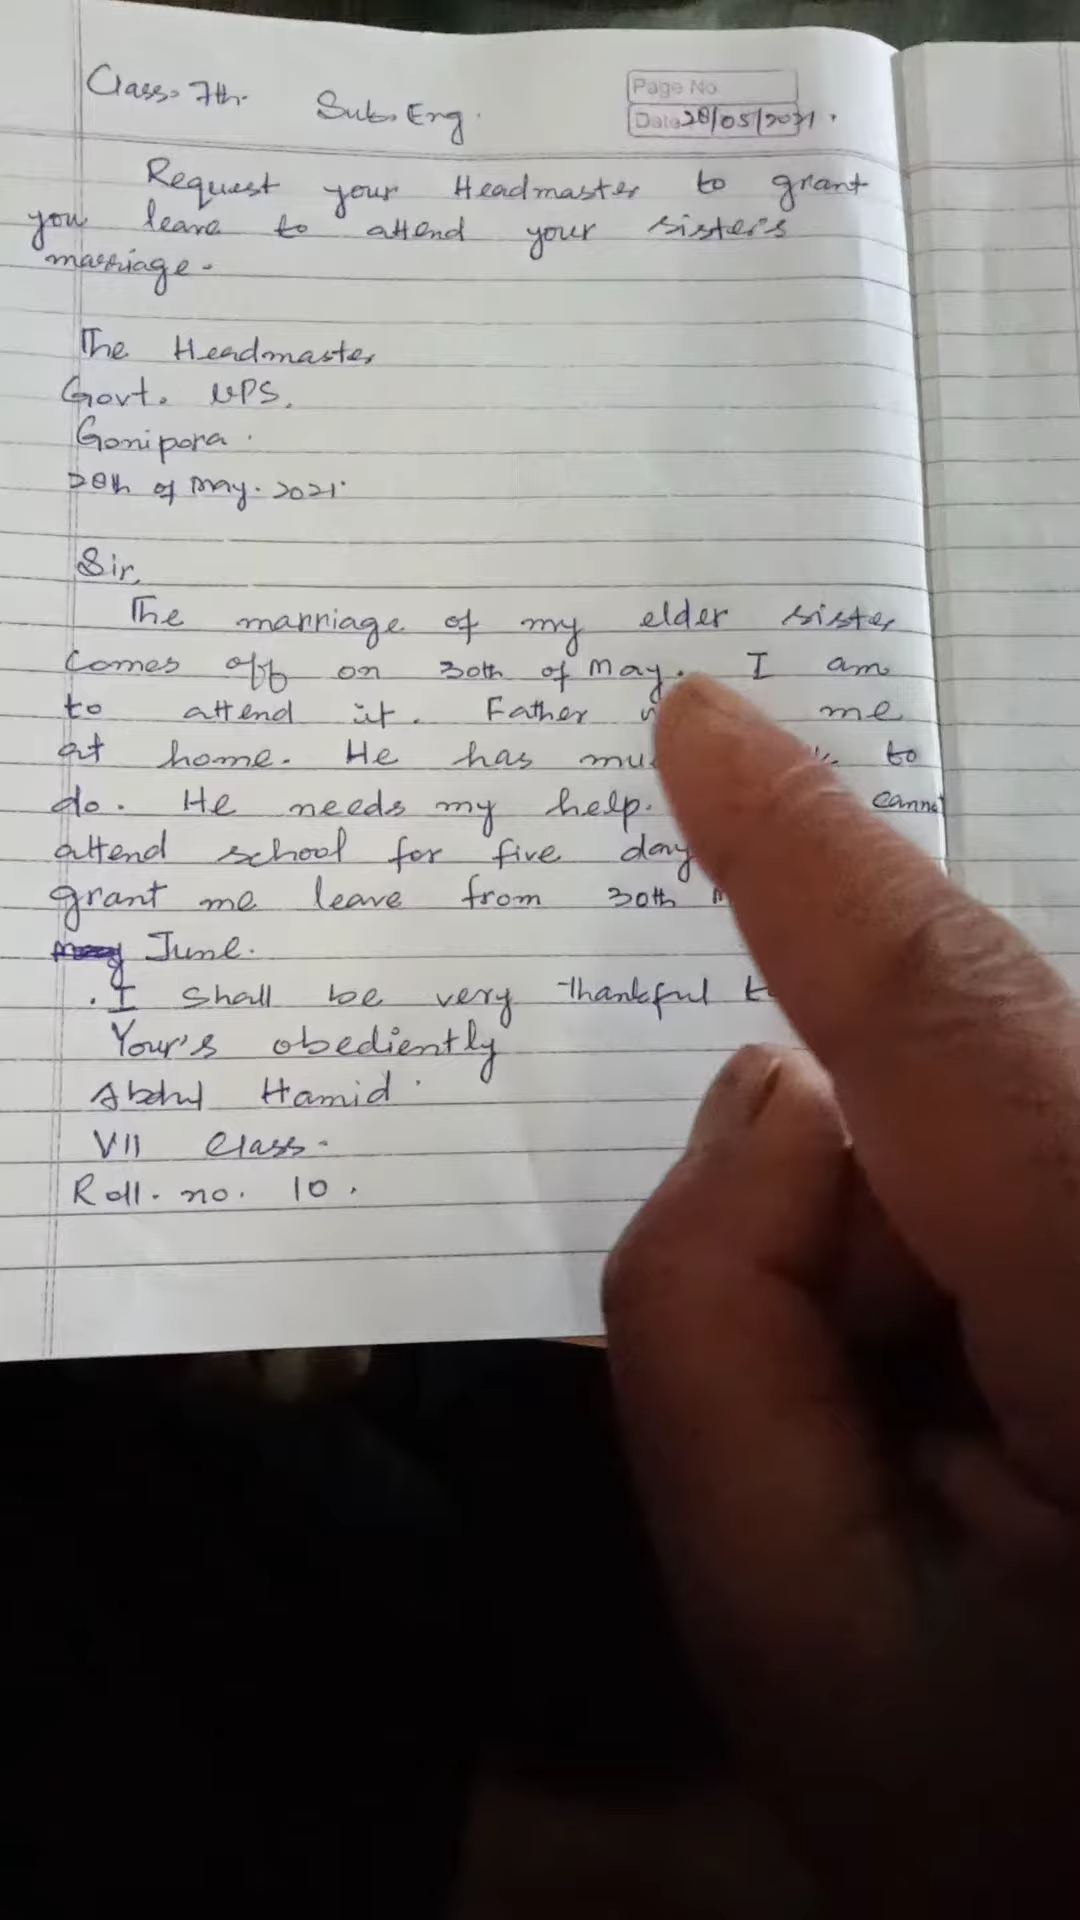 Class 7th.
Sub. Eng.
Page No
Date 28/05/2021.
Request your Headmaster to grant
you leave to attend your sister's
marriage.
The Headmaster
Govt. UPS.
Gonipora.
28th of May. 2021.
Sir,
The marriage of my elder sister
comes off on 30th of May. I am
to attend it. Father me
at home. He has to
do. He needs my help. cannot
attend school for five day
grant me leave from 30th
June.
. I shall be very thankful
Your's obediently
Abdul Hamid.
VII Class.
Roll. no. 10.